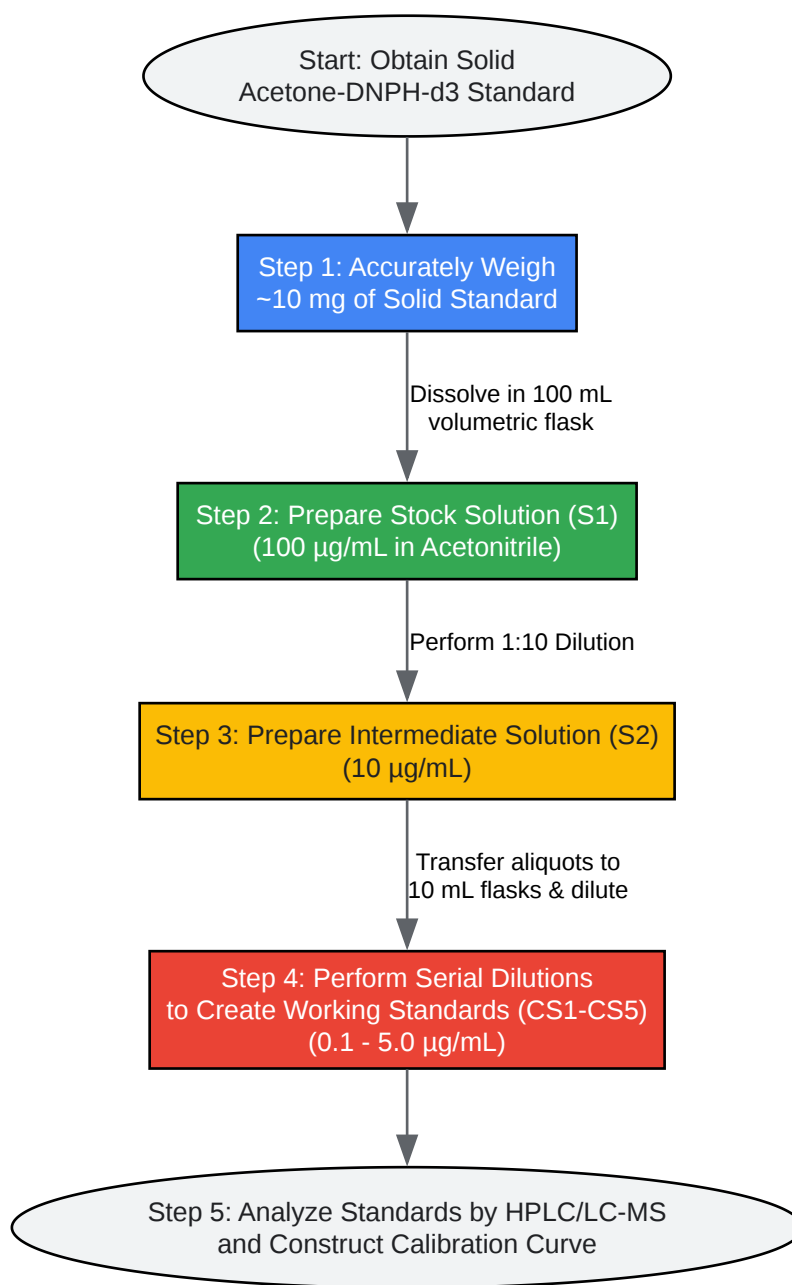 Start: Obtain Solid
Acetone-DNPH-d3 Standard
Step 1: Accurately Weigh
~10 mg of Solid Standard
Dissolve in 100 mL
volumetric flask
Step 2: Prepare Stock Solution (S1)
(100 µg/mL in Acetonitrile)
Perform 1:10 Dilution
Step 3: Prepare Intermediate Solution (S2)
(10 µg/mL)
Transfer aliquots to
10 mL flasks & dilute
Step 4: Perform Serial Dilutions
to Create Working Standards (CS1-CS5)
(0.1 - 5.0 µg/mL)
Step 5: Analyze Standards by HPLC/LC-MS
and Construct Calibration Curve